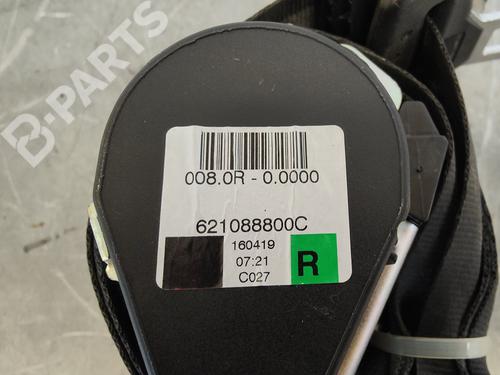 B-PARTS
008.0R - 0.0000
621088800C
160419
07:21
C027
R